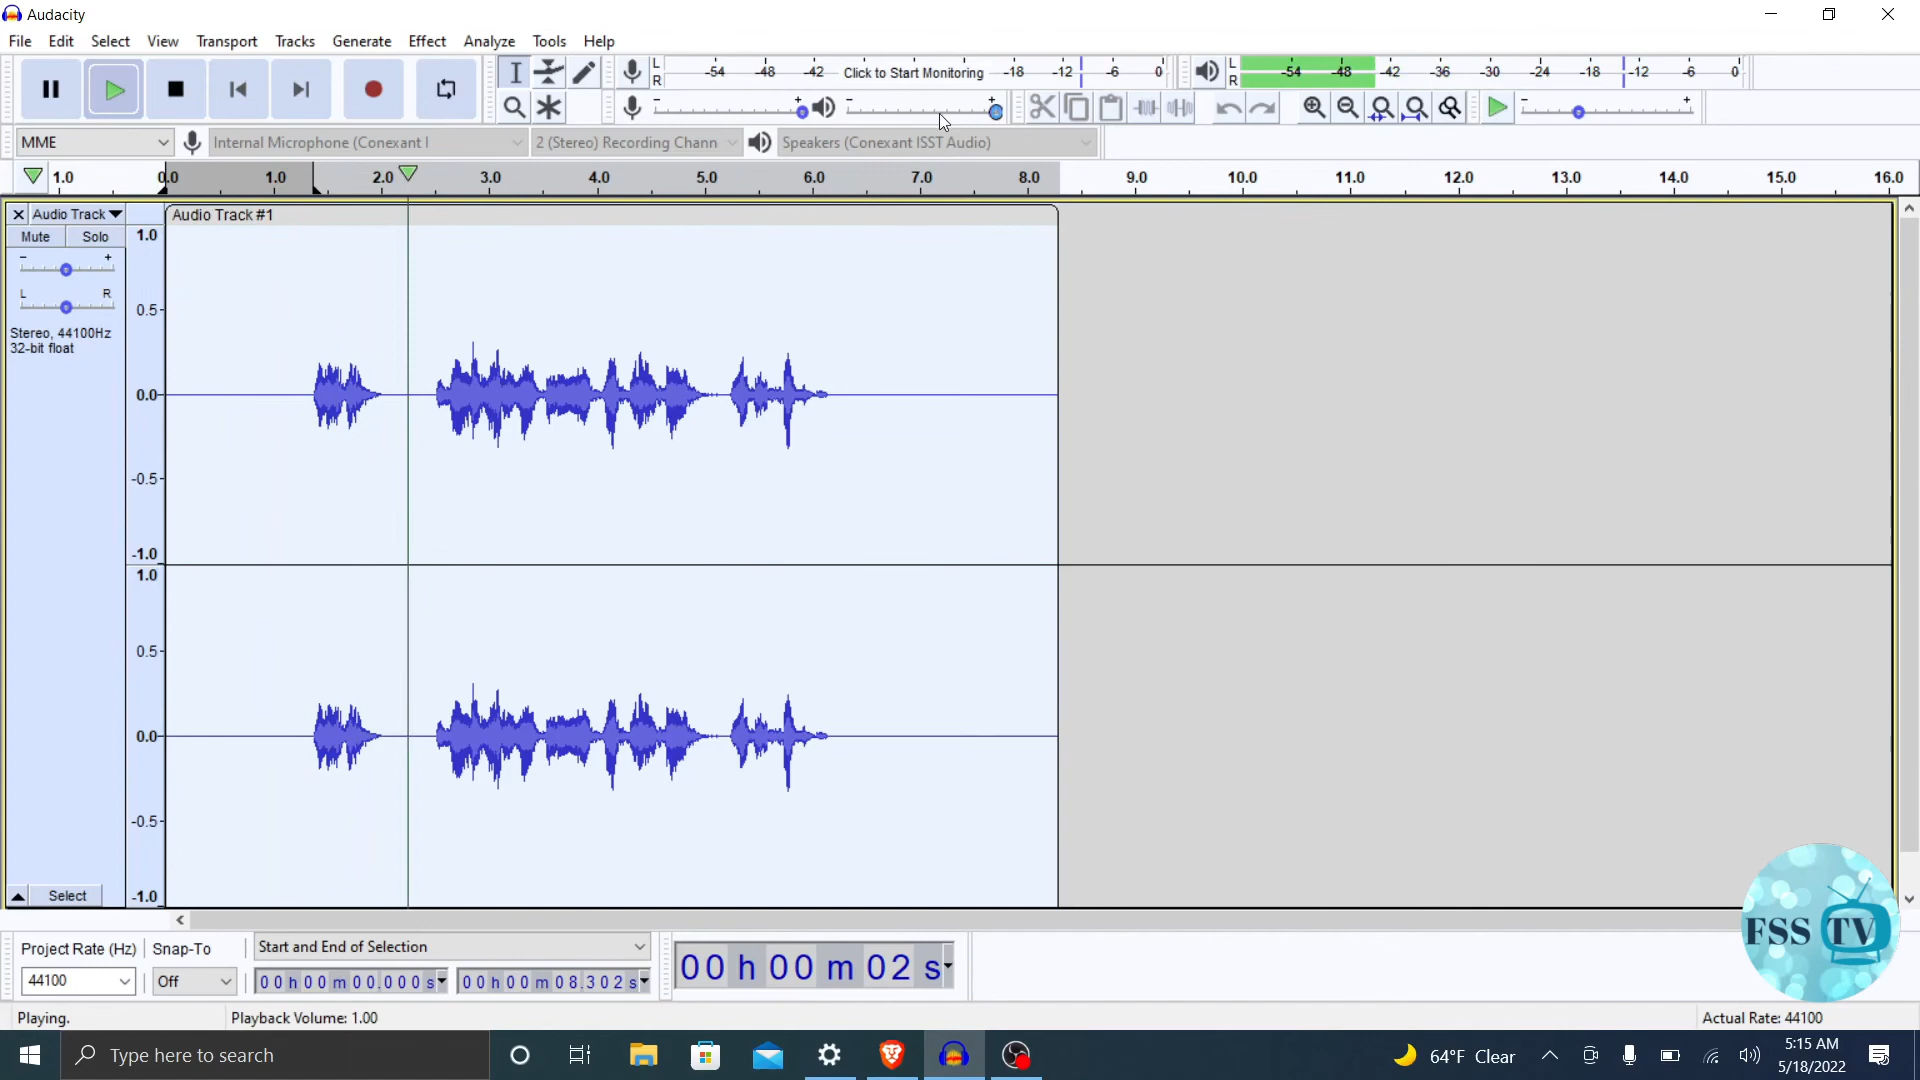 Audacity
File Edit Select View Transport Tracks Generate Effect Analyze Tools Help
L R -54 -48 -42 Click to Start Monitoring -18 -12 -6 0 L R -54 -48 -42 -36 -30 -24 -18 -12 -6 0
- + - + - +
MME Internal Microphone (Conexant I 2 (Stereo) Recording Chann Speakers (Conexant ISST Audio)
1.0 0.0 1.0 2.0 3.0 4.0 5.0 6.0 7.0 8.0 9.0 10.0 11.0 12.0 13.0 14.0 15.0 16.0
Audio Track Audio Track #1
Mute Solo 1.0
- +
L R 0.5
Stereo, 44100Hz
32-bit float
0.0
-0.5
-1.0
1.0
0.5
0.0
-0.5
Select -1.0
FSS TV
Project Rate (Hz) Snap-To Start and End of Selection
44100 Off 00 h 00 m 00.000 s 00 h 00 m 08.302 s 00 h 00 m 02 s
Playing. Playback Volume: 1.00 Actual Rate: 44100
Type here to search 64°F Clear 5:15 AM
5/18/2022